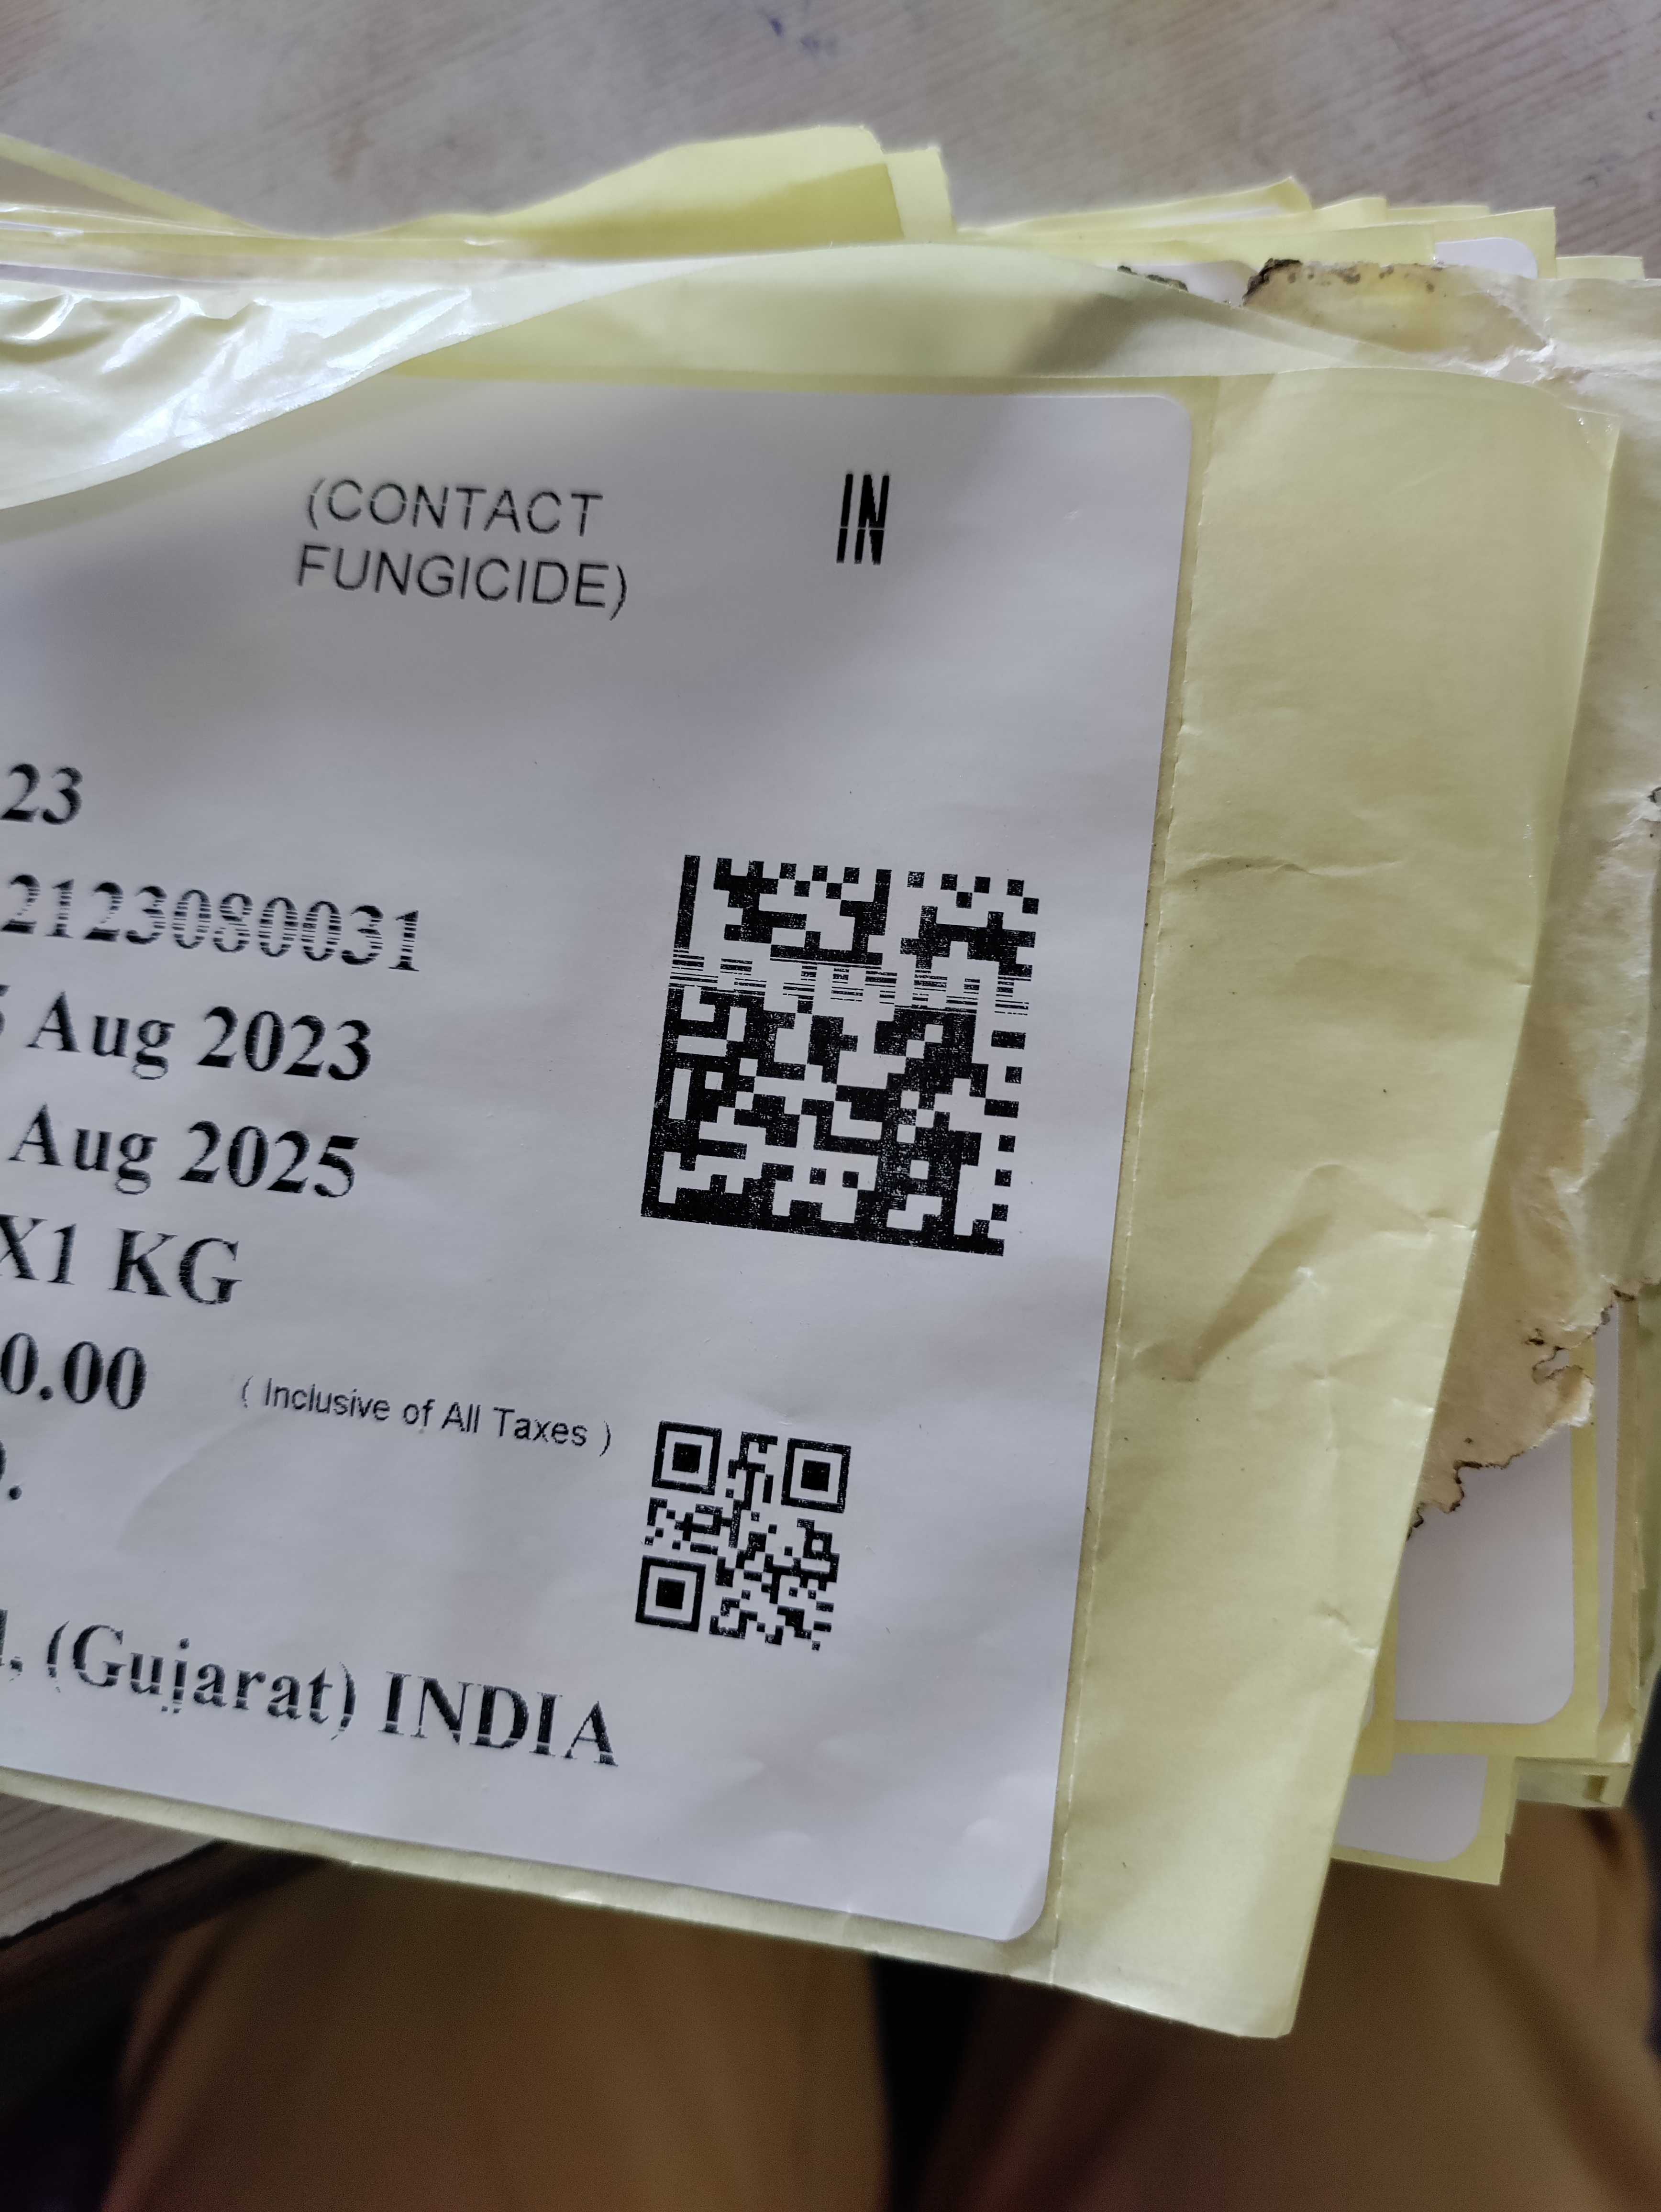 (CONTACT
FUNGICIDE)
IN
23
2123080031
Aug 2023
Aug 2025
X1 KG
0.00
( Inclusive of All Taxes )
(Gujarat) INDIA